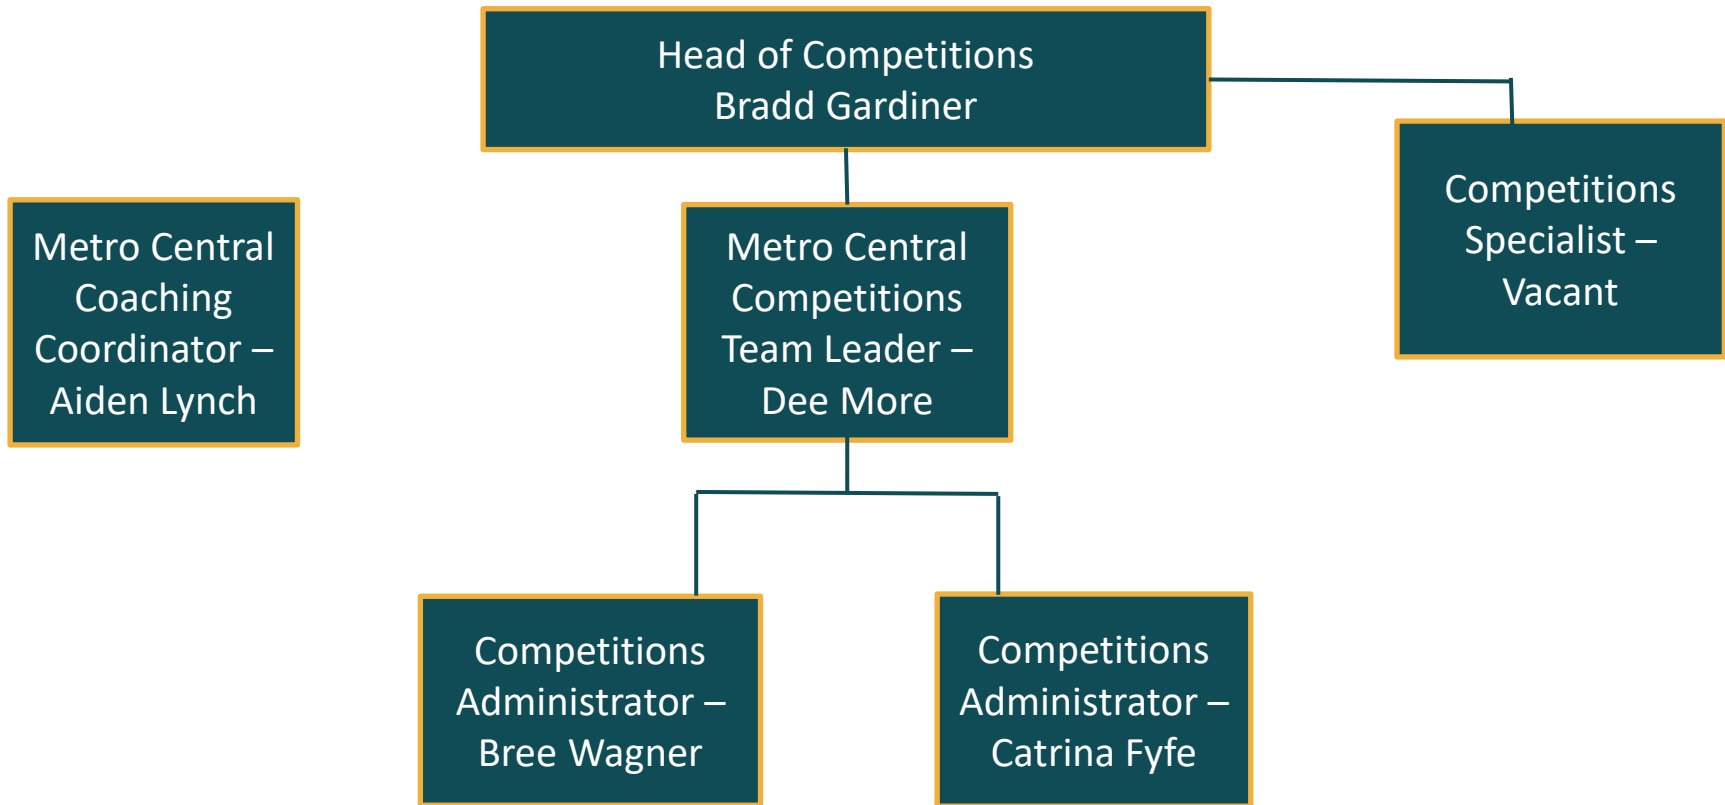 Head of Competitions
Bradd Gardiner
Metro Central
Coaching
Coordinator –
Aiden Lynch
Metro Central
Competitions
Team Leader –
Dee More
Competitions
Specialist –
Vacant
Competitions
Administrator –
Bree Wagner
Competitions
Administrator –
Catrina Fyfe